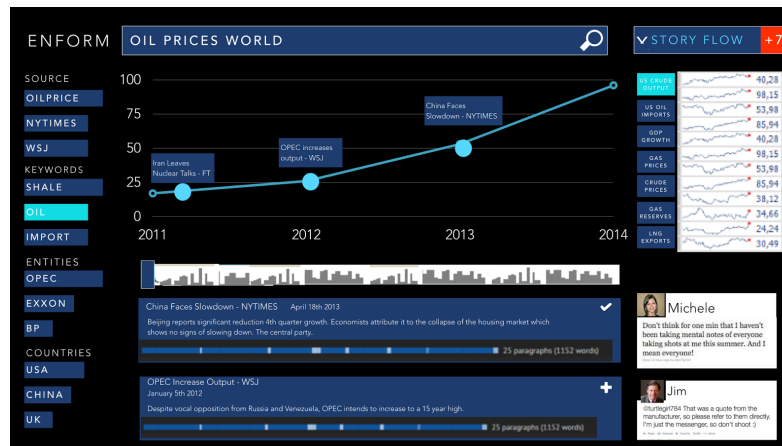 ENFORM
OIL PRICES WORLD
STORY FLOW
+7
SOURCE
OILPRICE
NYTIMES
WSJ
KEYWORDS
SHALE
OIL
IMPORT
ENTITIES
OPEC
EXXON
BP
COUNTRIES
USA
CHINA
UK
100
75
50
25
0
2011
2012
2013
2014
Iran Leaves
Nuclear Talks - FT
OPEC increases
output - WSJ
China Faces
Slowdown - NYTIMES
China Faces Slowdown - NYTIMES April 18th 2013
Beijing reports significant reduction 4th quarter growth. Economists attribute it to the collapse of the housing market which
shows no signs of slowing down. The central party..
25 paragraphs (1152 words)
OPEC Increase Output - WSJ
January 5th 2012
Despite vocal opposition from Russia and Venezuela, OPEC intends to increase to a 15 year high.
25 paragraphs (1152 words)
US CRUDE
OUTPUT
US OIL
IMPORTS
GDP
GROWTH
GAS
PRICES
CRUDE
PRICES
GAS
RESERVES
LNG
EXPORTS
40,28
98,15
53,98
85,94
40,28
98,15
53,98
85,94
38,12
34,66
24,24
30,49
Michele
Don't think for one min that I haven't
been taking mental notes of everyone
taking shots at me this summer. And I
mean everyone!
Jim
@turtlegirl784 That was a quote from the
manufacturer, so please refer to them directly.
I'm just the messenger, so don't shoot :)